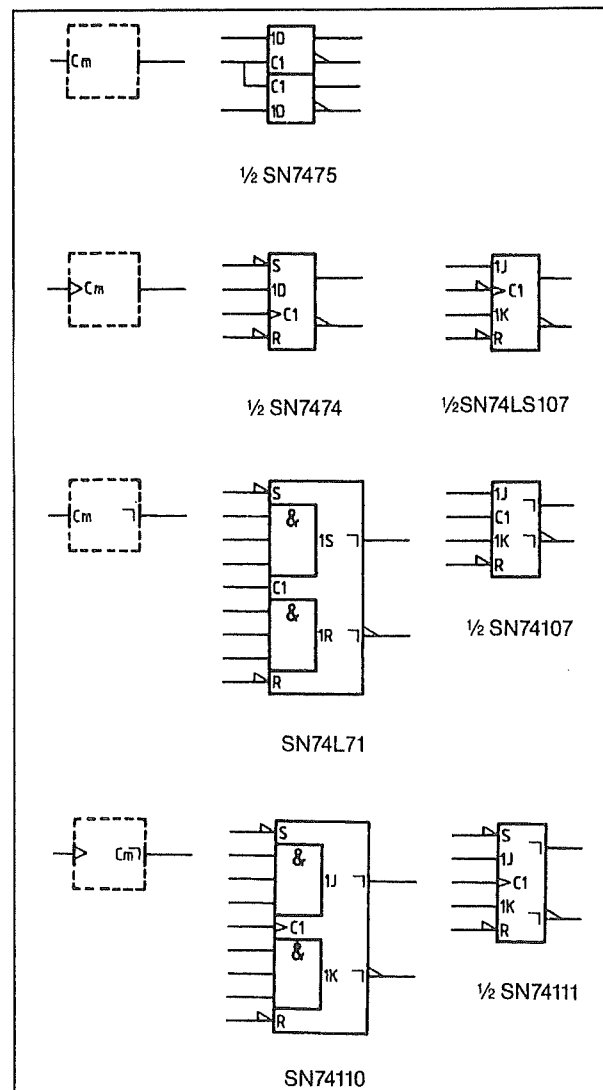 Cm
1D
C1
C1
1D
½ SN7475
Cm
S
1D
C1
R
½ SN7474
1J
C1
1K
R
½SN74LS107
Cm ¬
S
&
1S ¬
C1
&
1R ¬
R
SN74L71
1J ¬
C1
1K ¬
R
½ SN74107
Cm¬
S
&
1J ¬
C1
&
1K ¬
R
SN74110
S ¬
1J
C1
1K
R ¬
½ SN74111